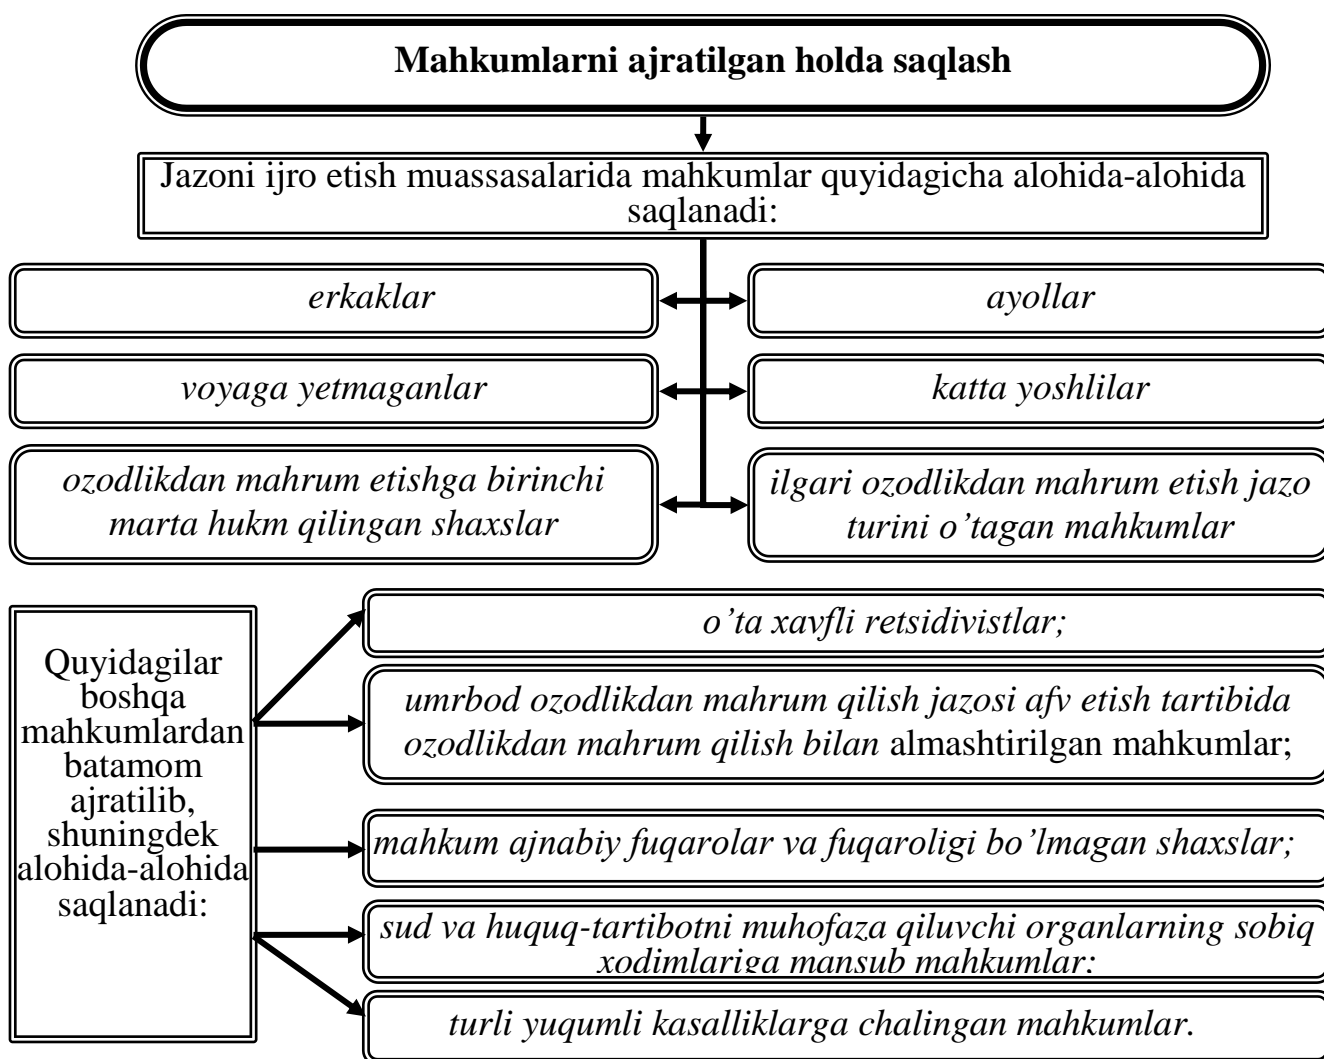 Mahkumlarni ajratilgan holda saqlash
Jazoni ijro etish muassasalarida mahkumlar quyidagicha alohida-alohida
saqlanadi:
erkaklar
ayollar
voyaga yetmaganlar
katta yoshlilar
ozodlikdan mahrum etishga birinchi
marta hukm qilingan shaxslar
ilgari ozodlikdan mahrum etish jazo
turini o’tagan mahkumlar
Quyidagilar
boshqa
mahkumlardan
batamom
ajratilib,
shuningdek
alohida-alohida
saqlanadi:
o’ta xavfli retsidivistlar;
umrbod ozodlikdan mahrum qilish jazosi afv etish tartibida
ozodlikdan mahrum qilish bilan almashtirilgan mahkumlar;
mahkum ajnabiy fuqarolar va fuqaroligi bo’lmagan shaxslar;
sud va huquq-tartibotni muhofaza qiluvchi organlarning sobiq
xodimlariga mansub mahkumlar;
turli yuqumli kasalliklarga chalingan mahkumlar.